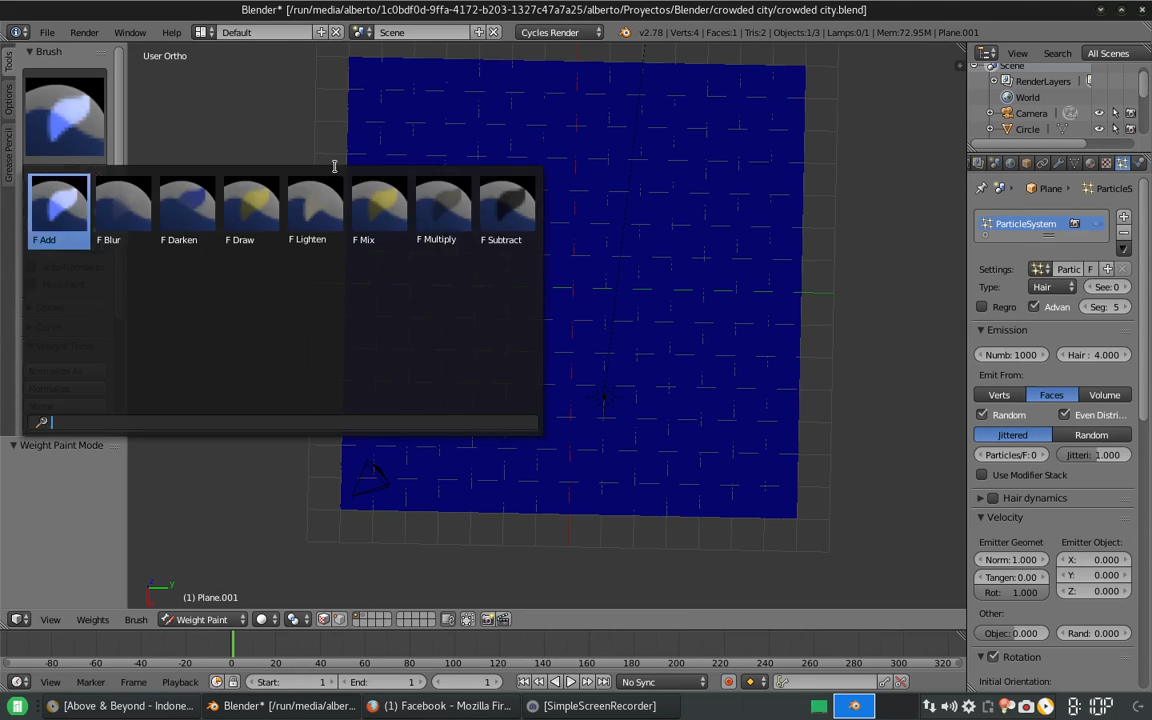 Blender* [/run/media/alberto/1c0bdf0d-9ffa-4172-b203-1327c47a7a25/alberto/Proyectos/Blender/crowded city/crowded city.blend]
File Render Window Help Default Scene Cycles Render v2.78 | Verts:4 | Faces:1 | Tris:2 | Objects:1/3 | Lamps:0/1 | Mem:72.95M | Plane.001
Brush
User Ortho
Tools
Options
Grease Pencil
F Add F Blur F Darken F Draw F Lighten F Mix F Multiply F Subtract
Weight Paint Mode
(1) Plane.001
View Weights Brush Weight Paint
-80 -60 -40 -20 0 20 40 60 80 100 120 140 160 180 200 220 240 260 280 300 320
View Marker Frame Playback Start: 1 End: 1 1 No Sync
View Search All Scenes
Scene
RenderLayers
World
Camera
Circle
Plane ParticleS
ParticleSystem
Settings: Partic F
Type: Hair See: 0
Regro Advan Seg: 5
Emission
Numb: 1000 Hair : 4.000
Emit From:
Verts Faces Volume
Random Even Distri...
Jittered Random
Particles/F: 0 Jitteri: 1.000
Use Modifier Stack
Hair dynamics
Velocity
Emitter Geomet Emitter Object:
Norm: 1.000 X: 0.000
Tangen: 0.00 Y: 0.000
Rot: 1.000 Z: 0.000
Other:
Objec: 0.000 Rand: 0.000
Rotation
Initial Orientation:
[Above & Beyond - Indone... Blender* [/run/media/alber... (1) Facebook - Mozilla Fir... [SimpleScreenRecorder]